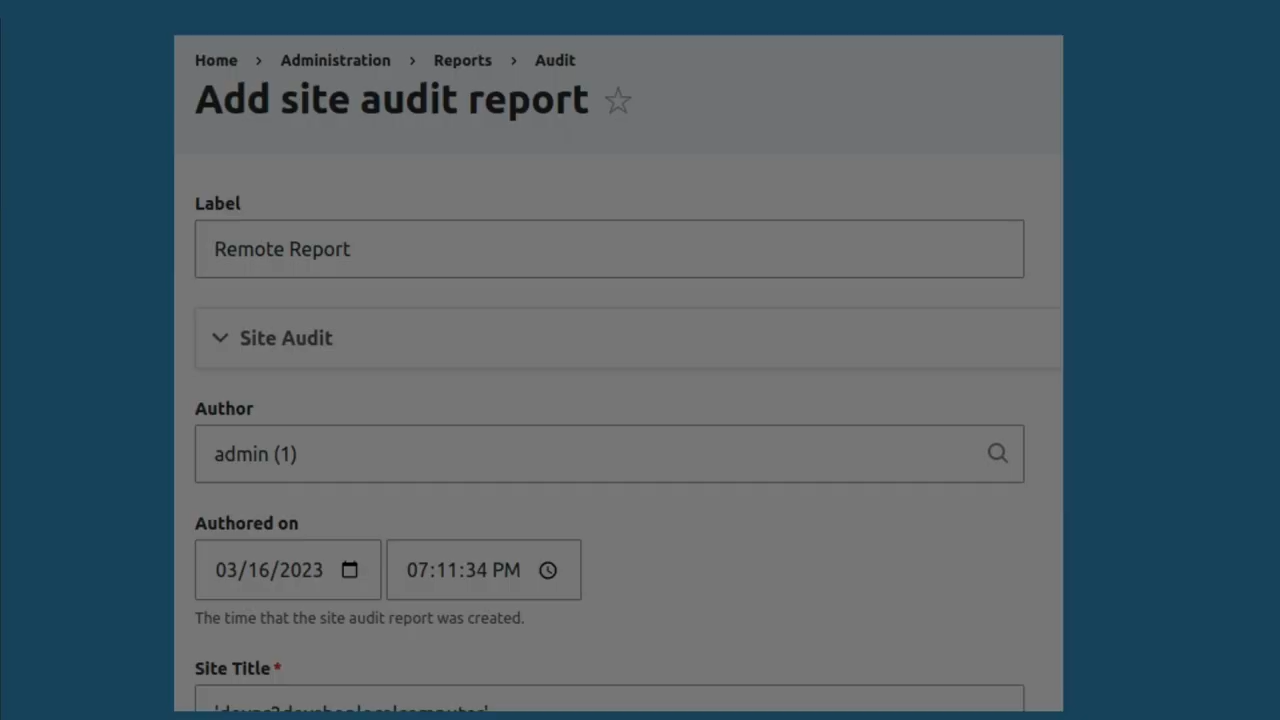 Home > Administration > Reports > Audit
Add site audit report
Label
Remote Report
Site Audit
Author
admin (1)
Authored on
03/16/2023 07:11:34 PM
The time that the site audit report was created.
Site Title*